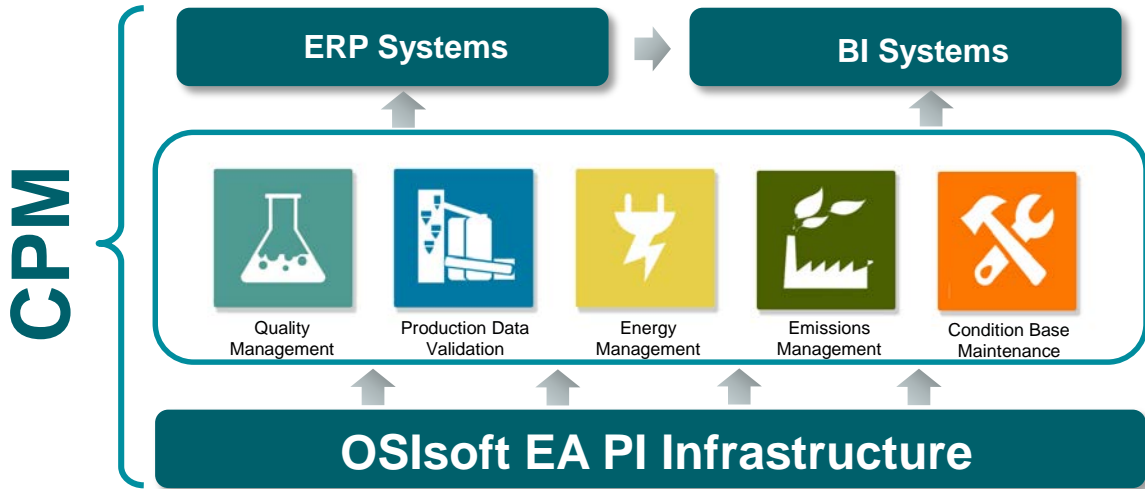 CPM
ERP Systems
BI Systems
Quality
Management
Production Data
Validation
Energy
Management
Emissions
Management
Condition Base
Maintenance
OSIsoft EA PI Infrastructure